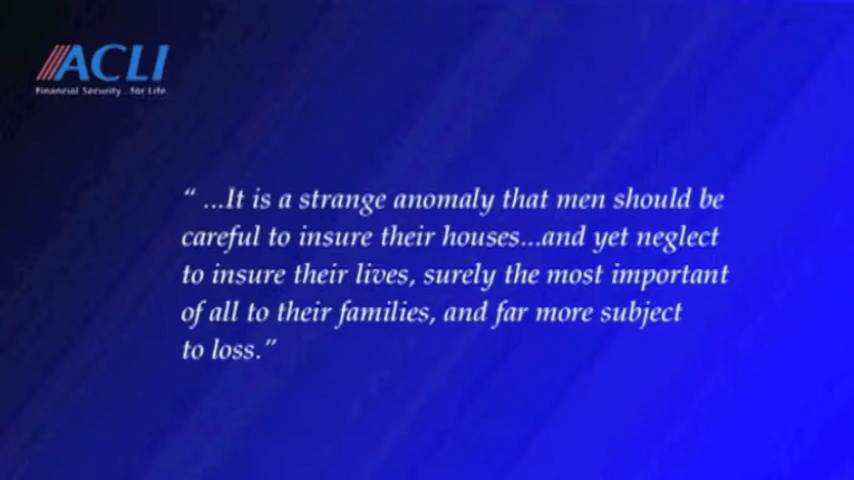 ACLI
Financial Security...for Life.
“ ...It is a strange anomaly that men should be
careful to insure their houses...and yet neglect
to insure their lives, surely the most important
of all to their families, and far more subject
to loss.”